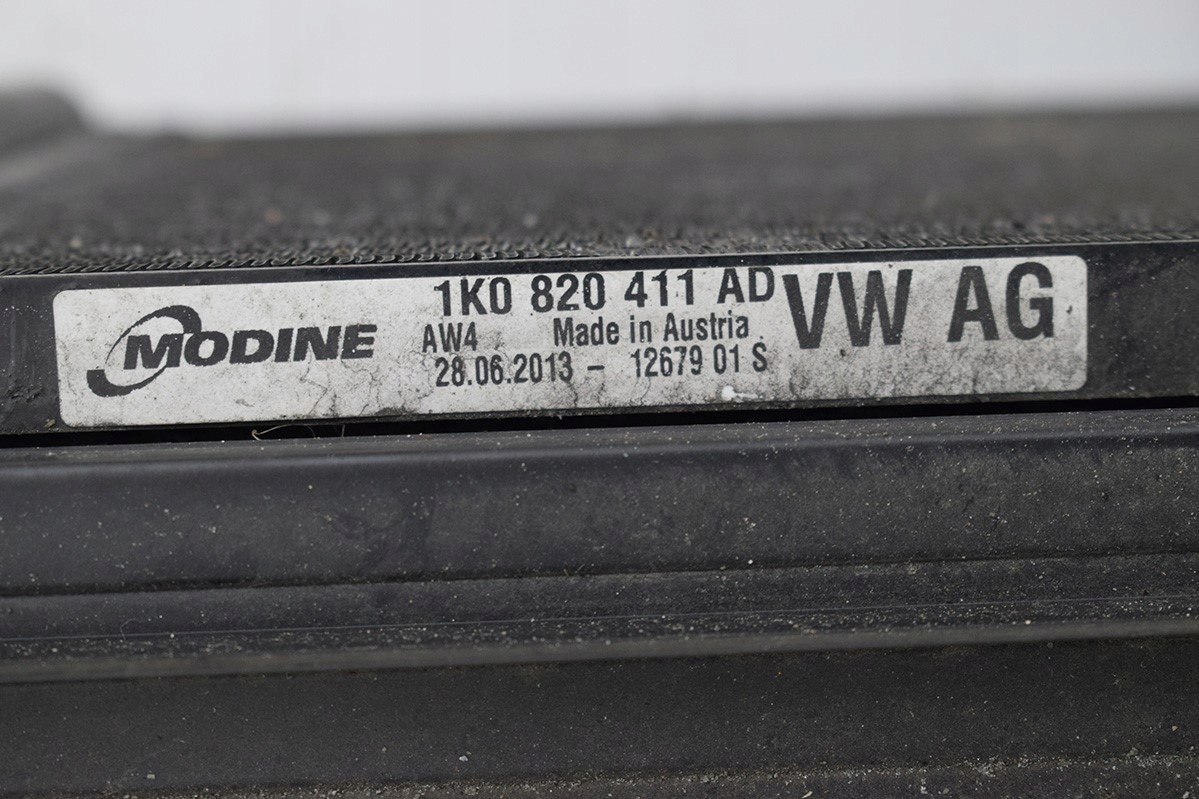 MODINE
1K0 820 411 AD
AW4 Made in Austria
28.06.2013 - 12679 01 S
VW AG